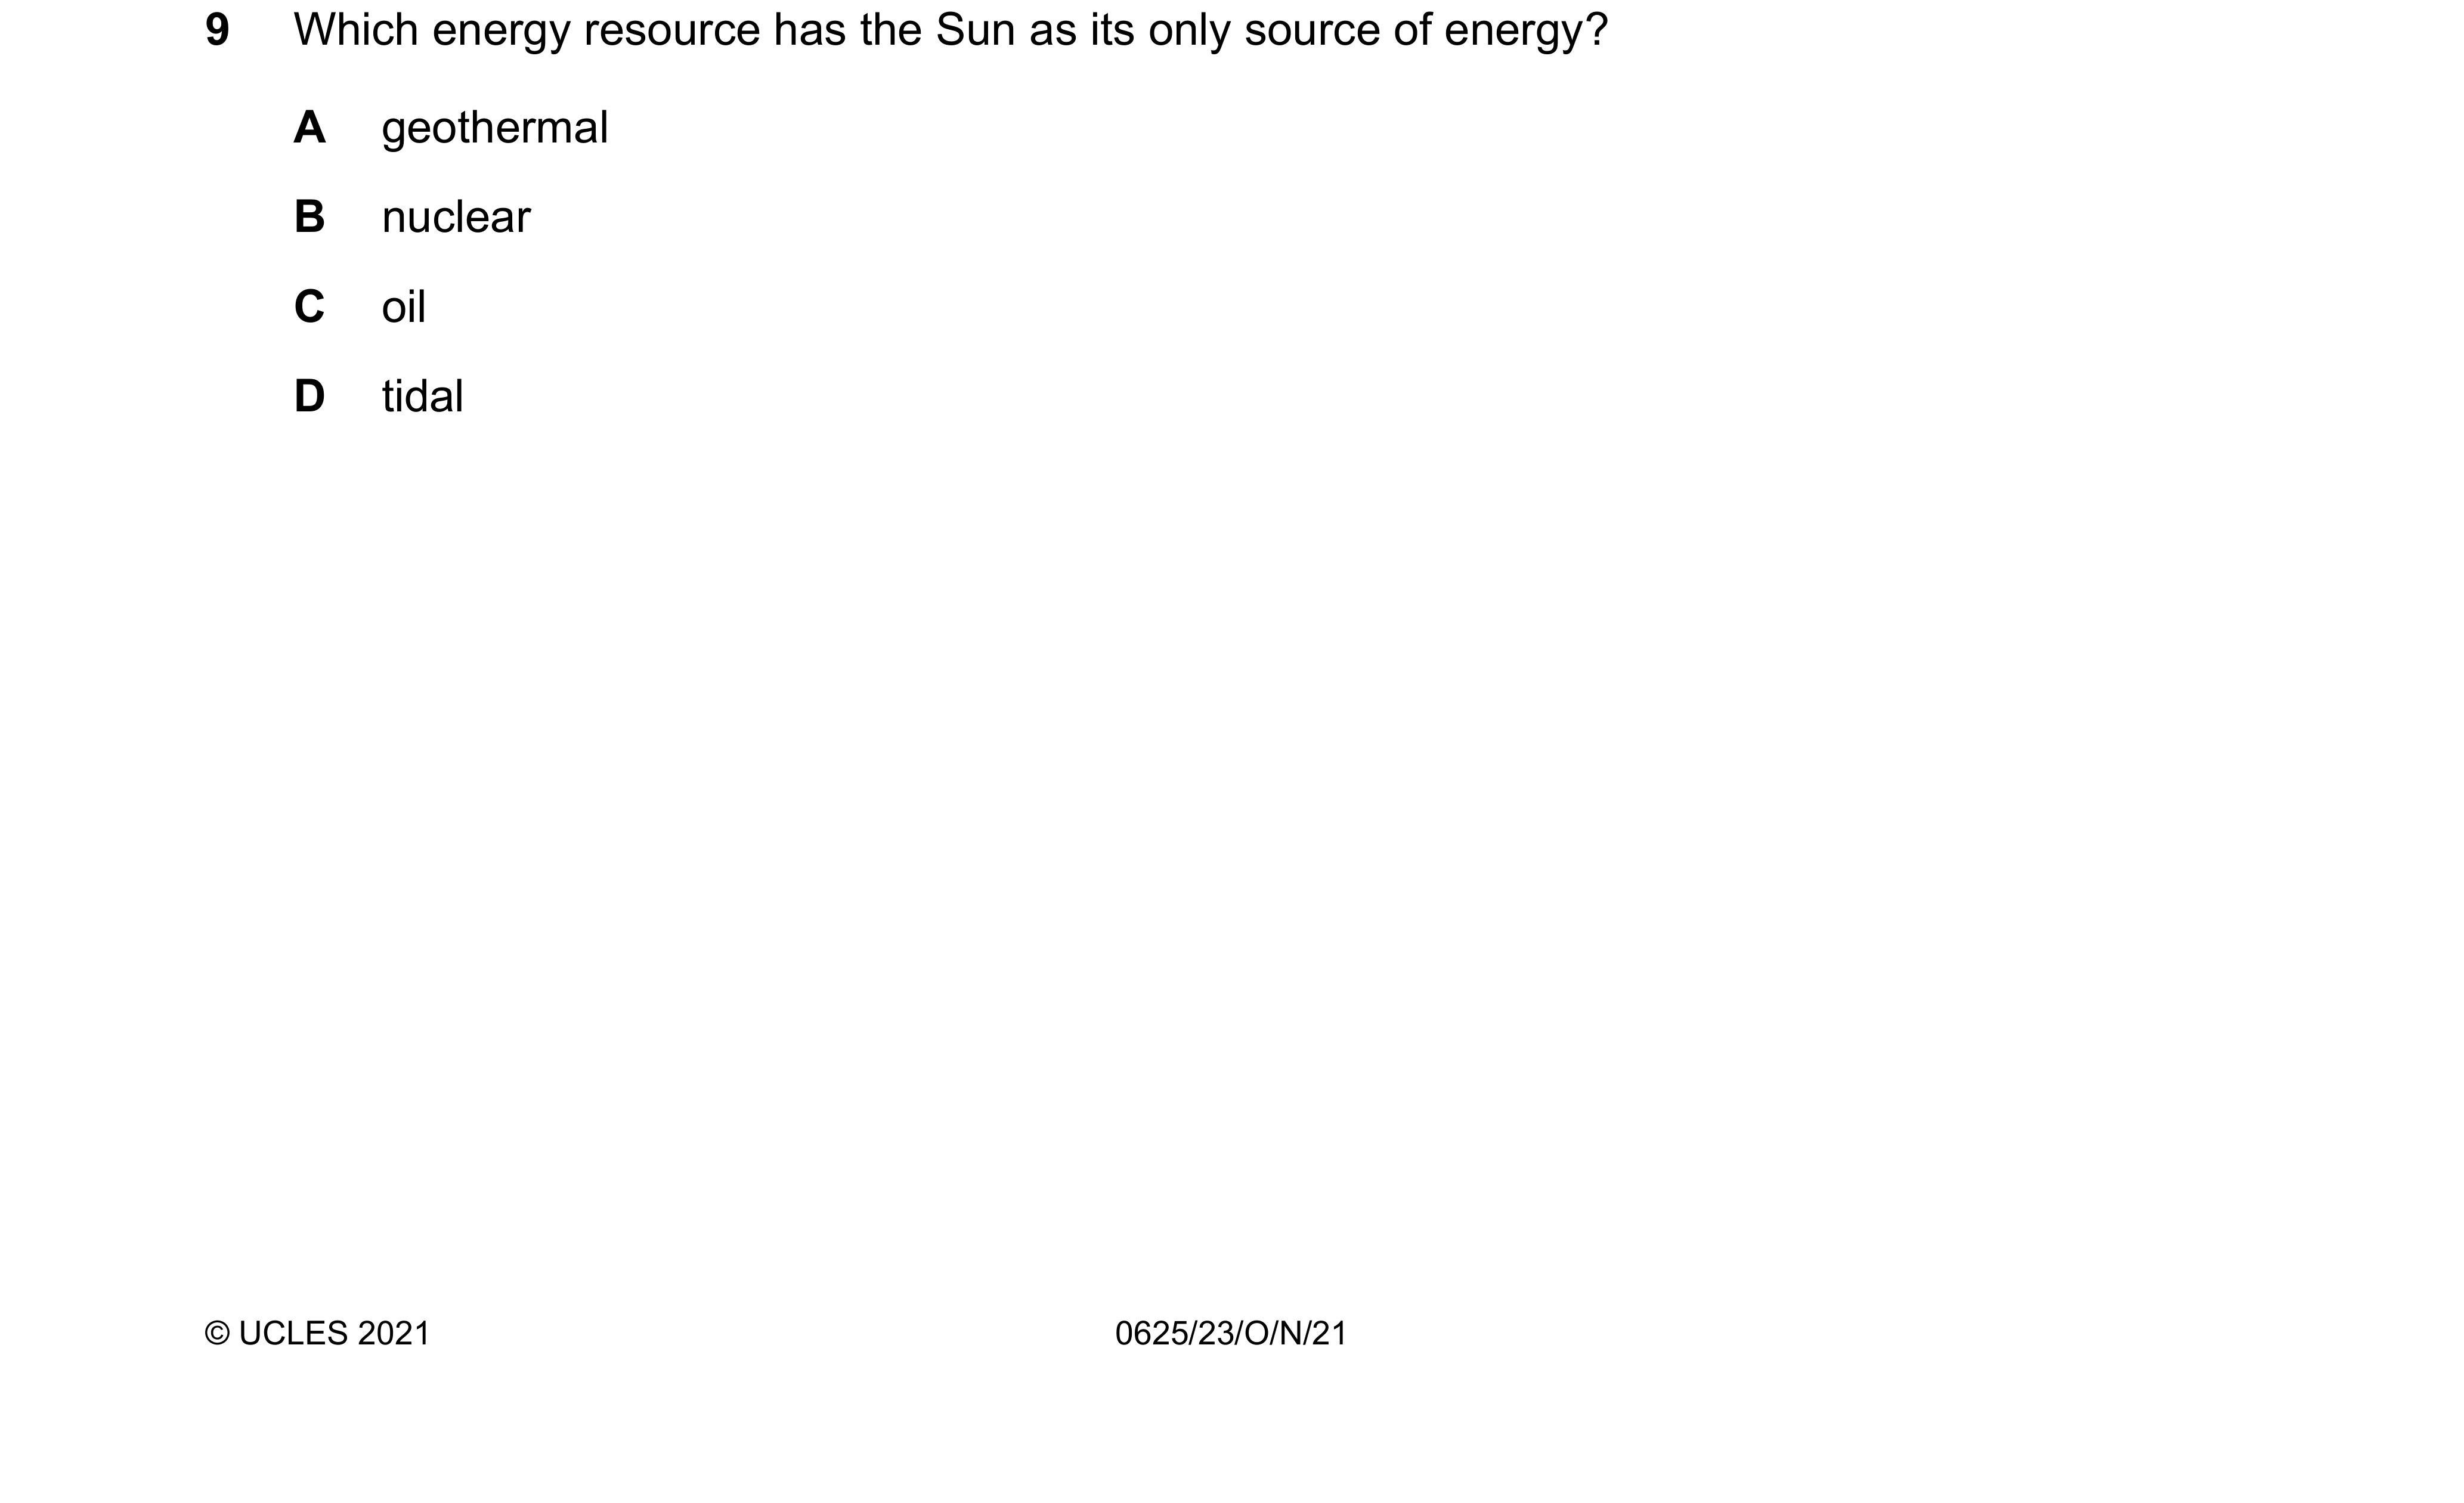 9 Which energy resource has the Sun as its only source of energy?
A geothermal
B nuclear
C oil
D tidal
© UCLES 2021 0625/23/O/N/21